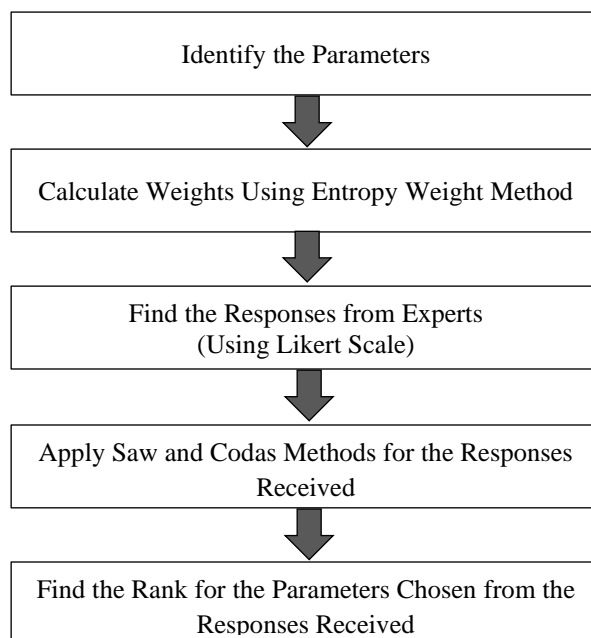 Identify the Parameters
Calculate Weights Using Entropy Weight Method
Find the Responses from Experts
(Using Likert Scale)
Apply Saw and Codas Methods for the Responses
Received
Find the Rank for the Parameters Chosen from the
Responses Received